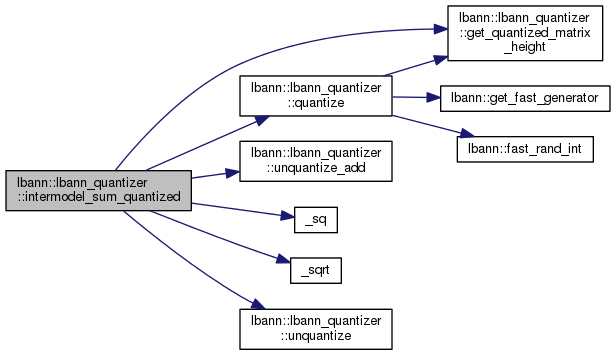 lbann::lbann_quantizer
::get_quantized_matrix
_height
lbann::lbann_quantizer
::quantize
lbann::get_fast_generator
lbann::fast_rand_int
lbann::lbann_quantizer
::unquantize_add
lbann::lbann_quantizer
::intermodel_sum_quantized
_sq
_sqrt
lbann::lbann_quantizer
::unquantize